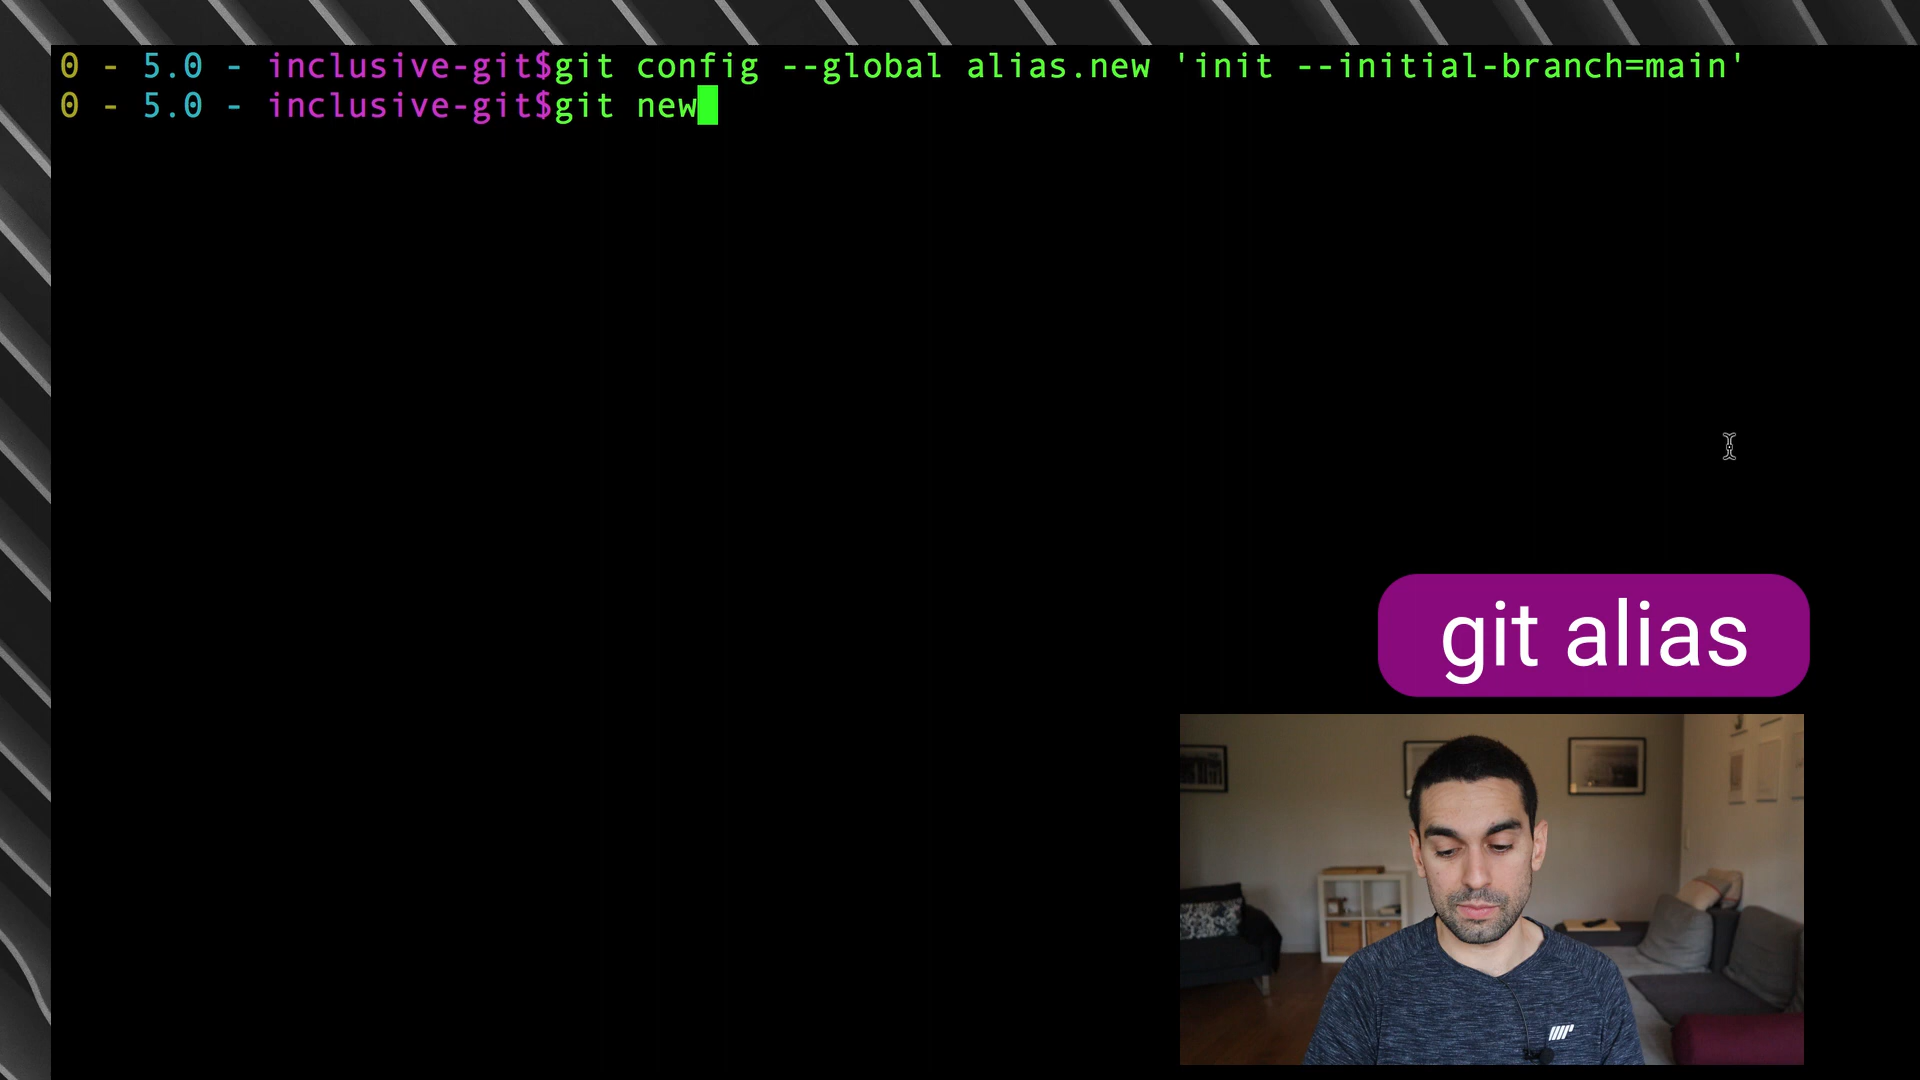 0 - 5.0 - inclusive-git$git config --global alias.new 'init --initial-branch=main'
0 - 5.0 - inclusive-git$git new
git alias